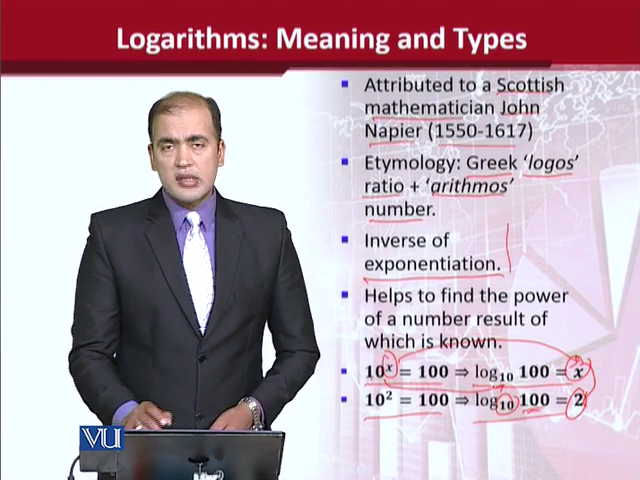 Logarithms: Meaning and Types
Attributed to a Scottish
mathematician John
Napier (1550-1617)
Etymology: Greek ‘logos’
ratio + ‘arithmos’
number.
Inverse of
exponentiation.
Helps to find the power
of a number result of
which is known.
10ˣ = 100 ⇒ log₁₀ 100 = x
10² = 100 ⇒ log₁₀ 100 = 2
VU